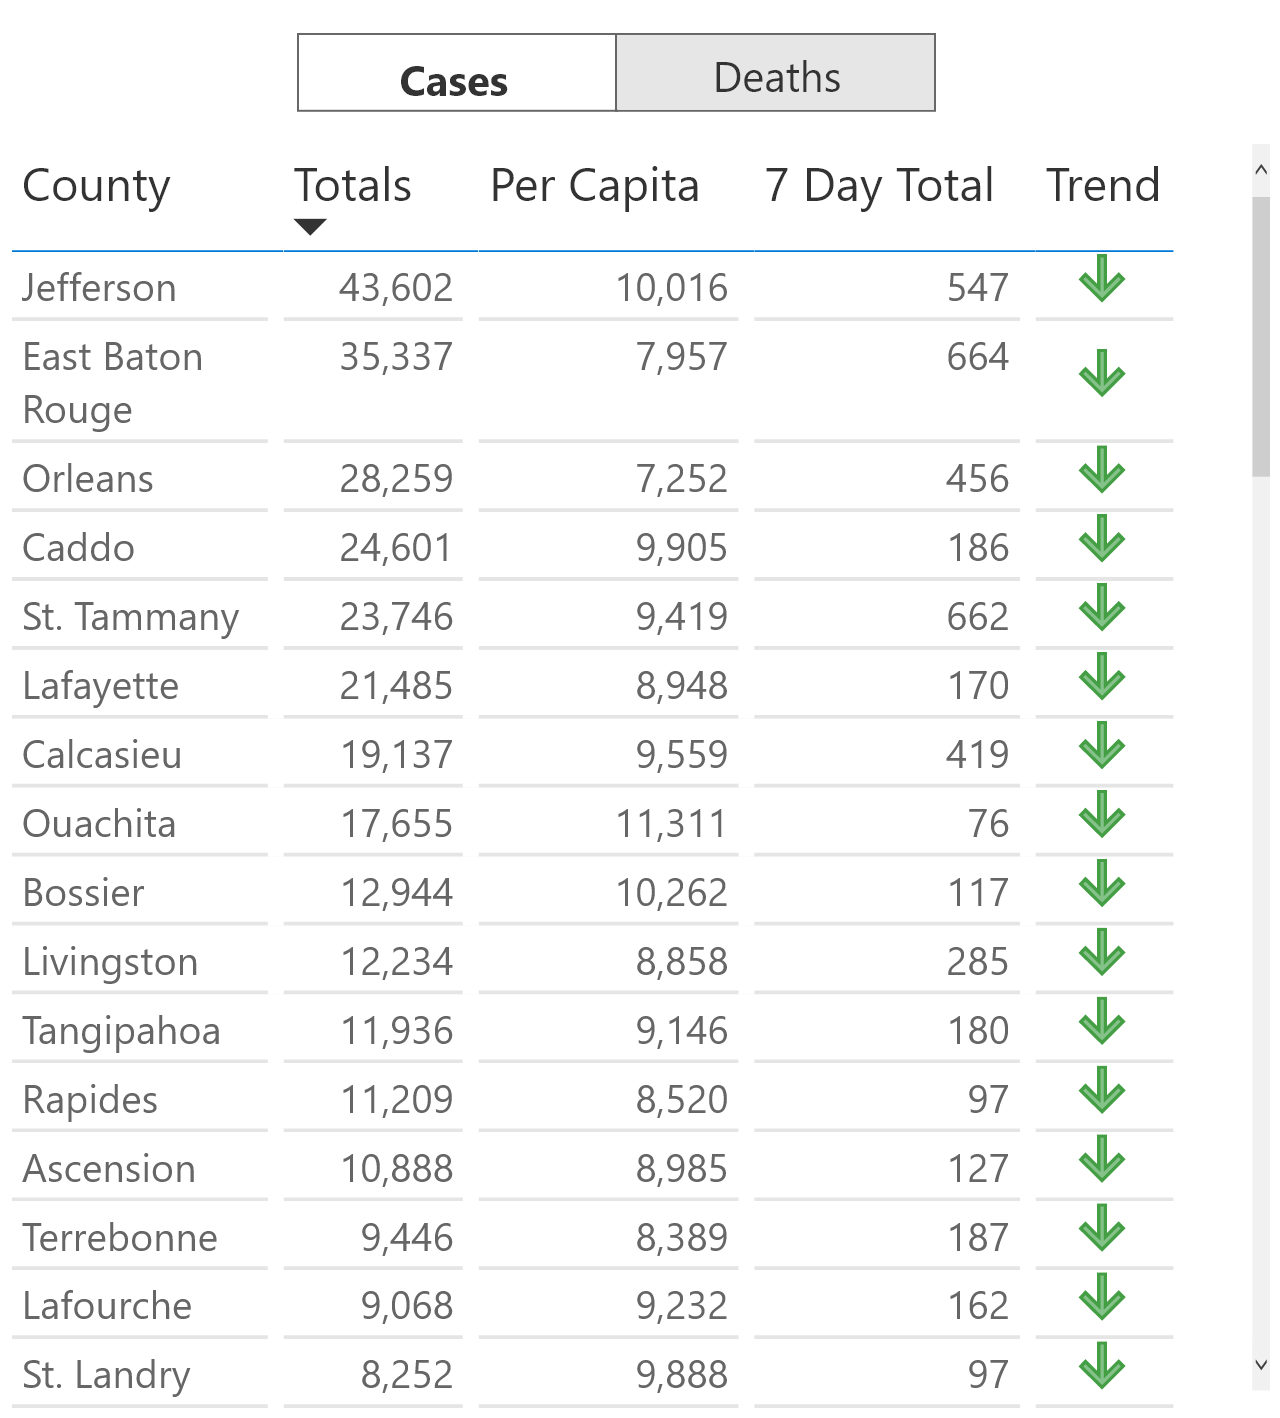 Cases Deaths
County Totals Per Capita 7 Day Total Trend
Jefferson 43,602 10,016 547
East Baton 35,337 7,957 664
Rouge
Orleans 28,259 7,252 456
Caddo 24,601 9,905 186
St. Tammany 23,746 9,419 662
Lafayette 21,485 8,948 170
Calcasieu 19,137 9,559 419
Ouachita 17,655 11,311 76
Bossier 12,944 10,262 117
Livingston 12,234 8,858 285
Tangipahoa 11,936 9,146 180
Rapides 11,209 8,520 97
Ascension 10,888 8,985 127
Terrebonne 9,446 8,389 187
Lafourche 9,068 9,232 162
St. Landry 8,252 9,888 97